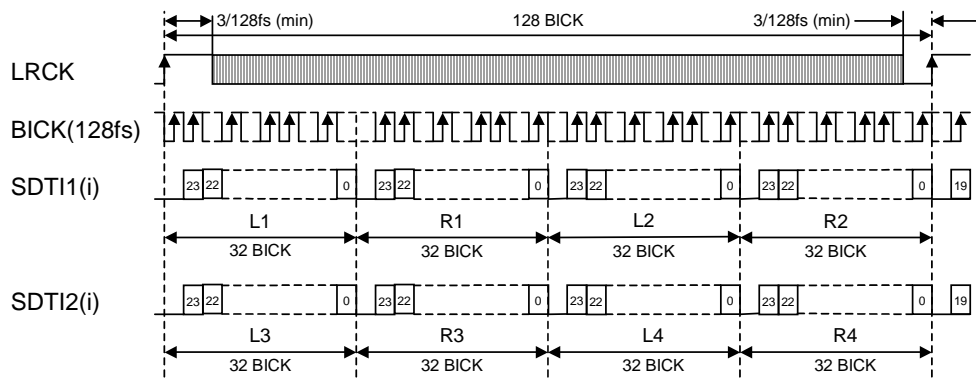 3/128fs (min) 128 BICK 3/128fs (min)
LRCK
BICK(128fs)
SDTI1(i) 23 22 0 23 22 0 23 22 0 23 22 0 19
L1 R1 L2 R2
32 BICK 32 BICK 32 BICK 32 BICK
SDTI2(i) 23 22 0 23 22 0 23 22 0 23 22 0 19
L3 R3 L4 R4
32 BICK 32 BICK 32 BICK 32 BICK